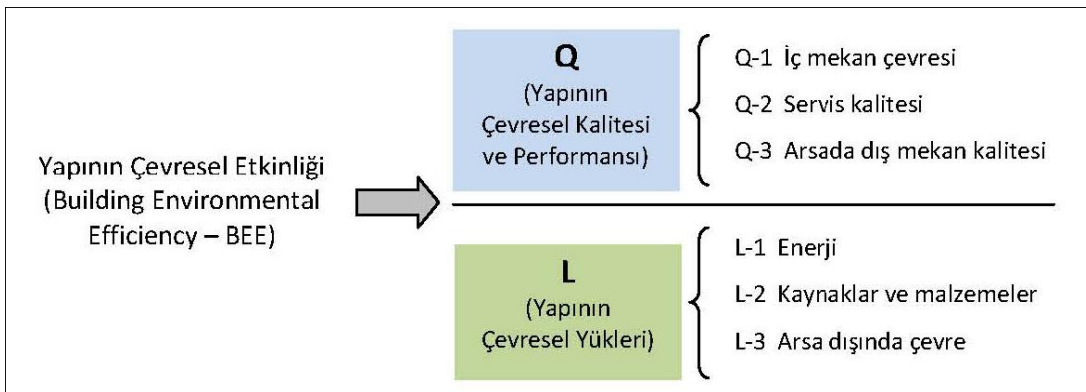 Yapının Çevresel Etkinliği
(Building Environmental
Efficiency – BEE)
Q
(Yapının
Çevresel Kalitesi
ve Performansı)
Q-1 İç mekan çevresi
Q-2 Servis kalitesi
Q-3 Arsada dış mekan kalitesi
L
(Yapının
Çevresel Yükleri)
L-1 Enerji
L-2 Kaynaklar ve malzemeler
L-3 Arsa dışında çevre